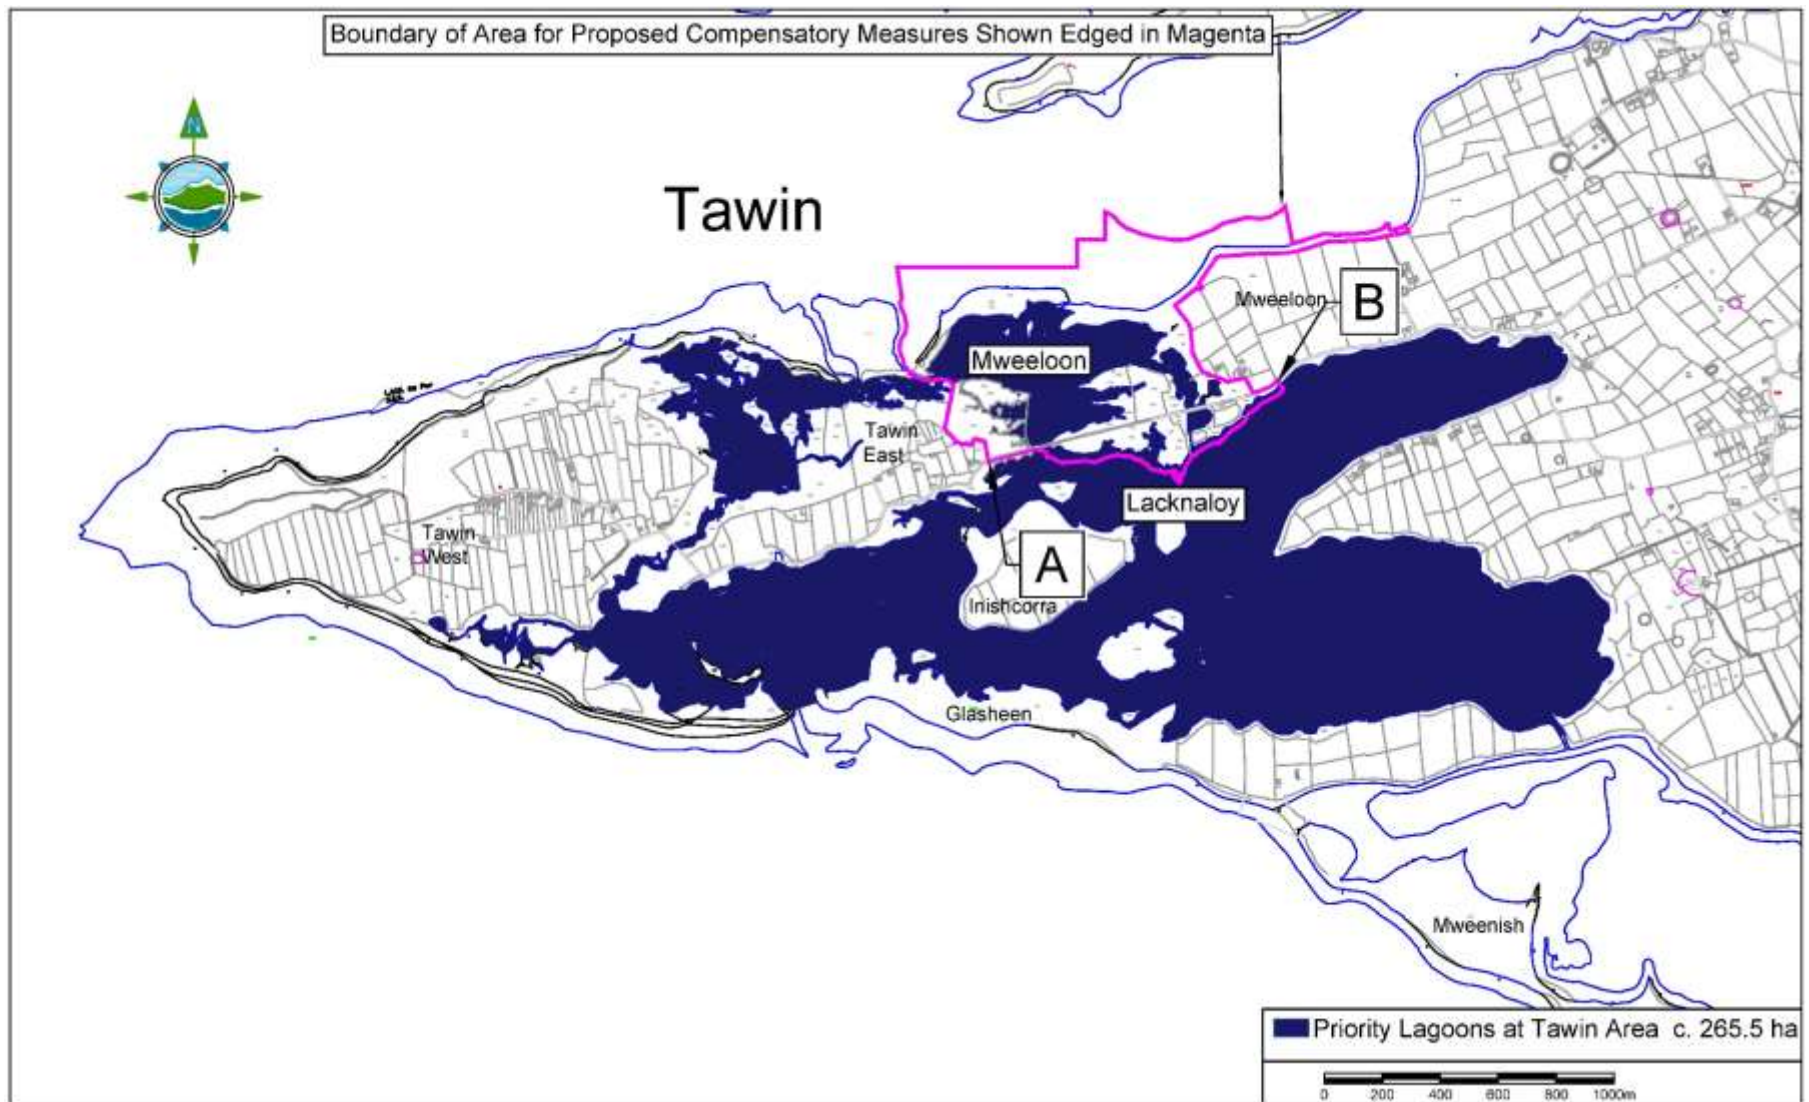 Boundary of Area for Proposed Compensatory Measures Shown Edged in Magenta
N
Tawin
Mweeloon
B
Mweeloon
Tawin
East
Lacknaloy
Tawin
West
A
Inishcorra
Glasheen
Mweenish
Priority Lagoons at Tawin Area c. 265.5 ha
0 200 400 600 800 1000m